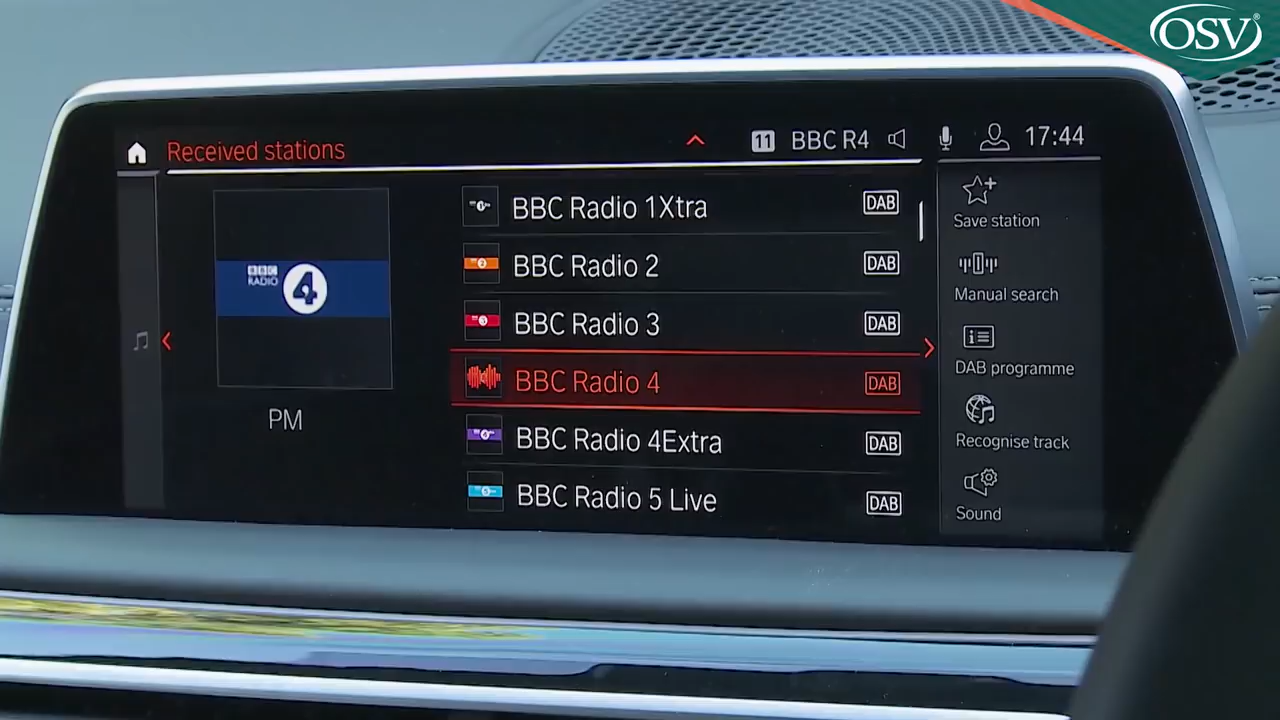 OSV
Received stations
11 BBC R4
17:44
BBC RADIO 4
PM
BBC Radio 1Xtra DAB
BBC Radio 2 DAB
BBC Radio 3 DAB
BBC Radio 4 DAB
BBC Radio 4Extra DAB
BBC Radio 5 Live DAB
Save station
Manual search
DAB programme
Recognise track
Sound